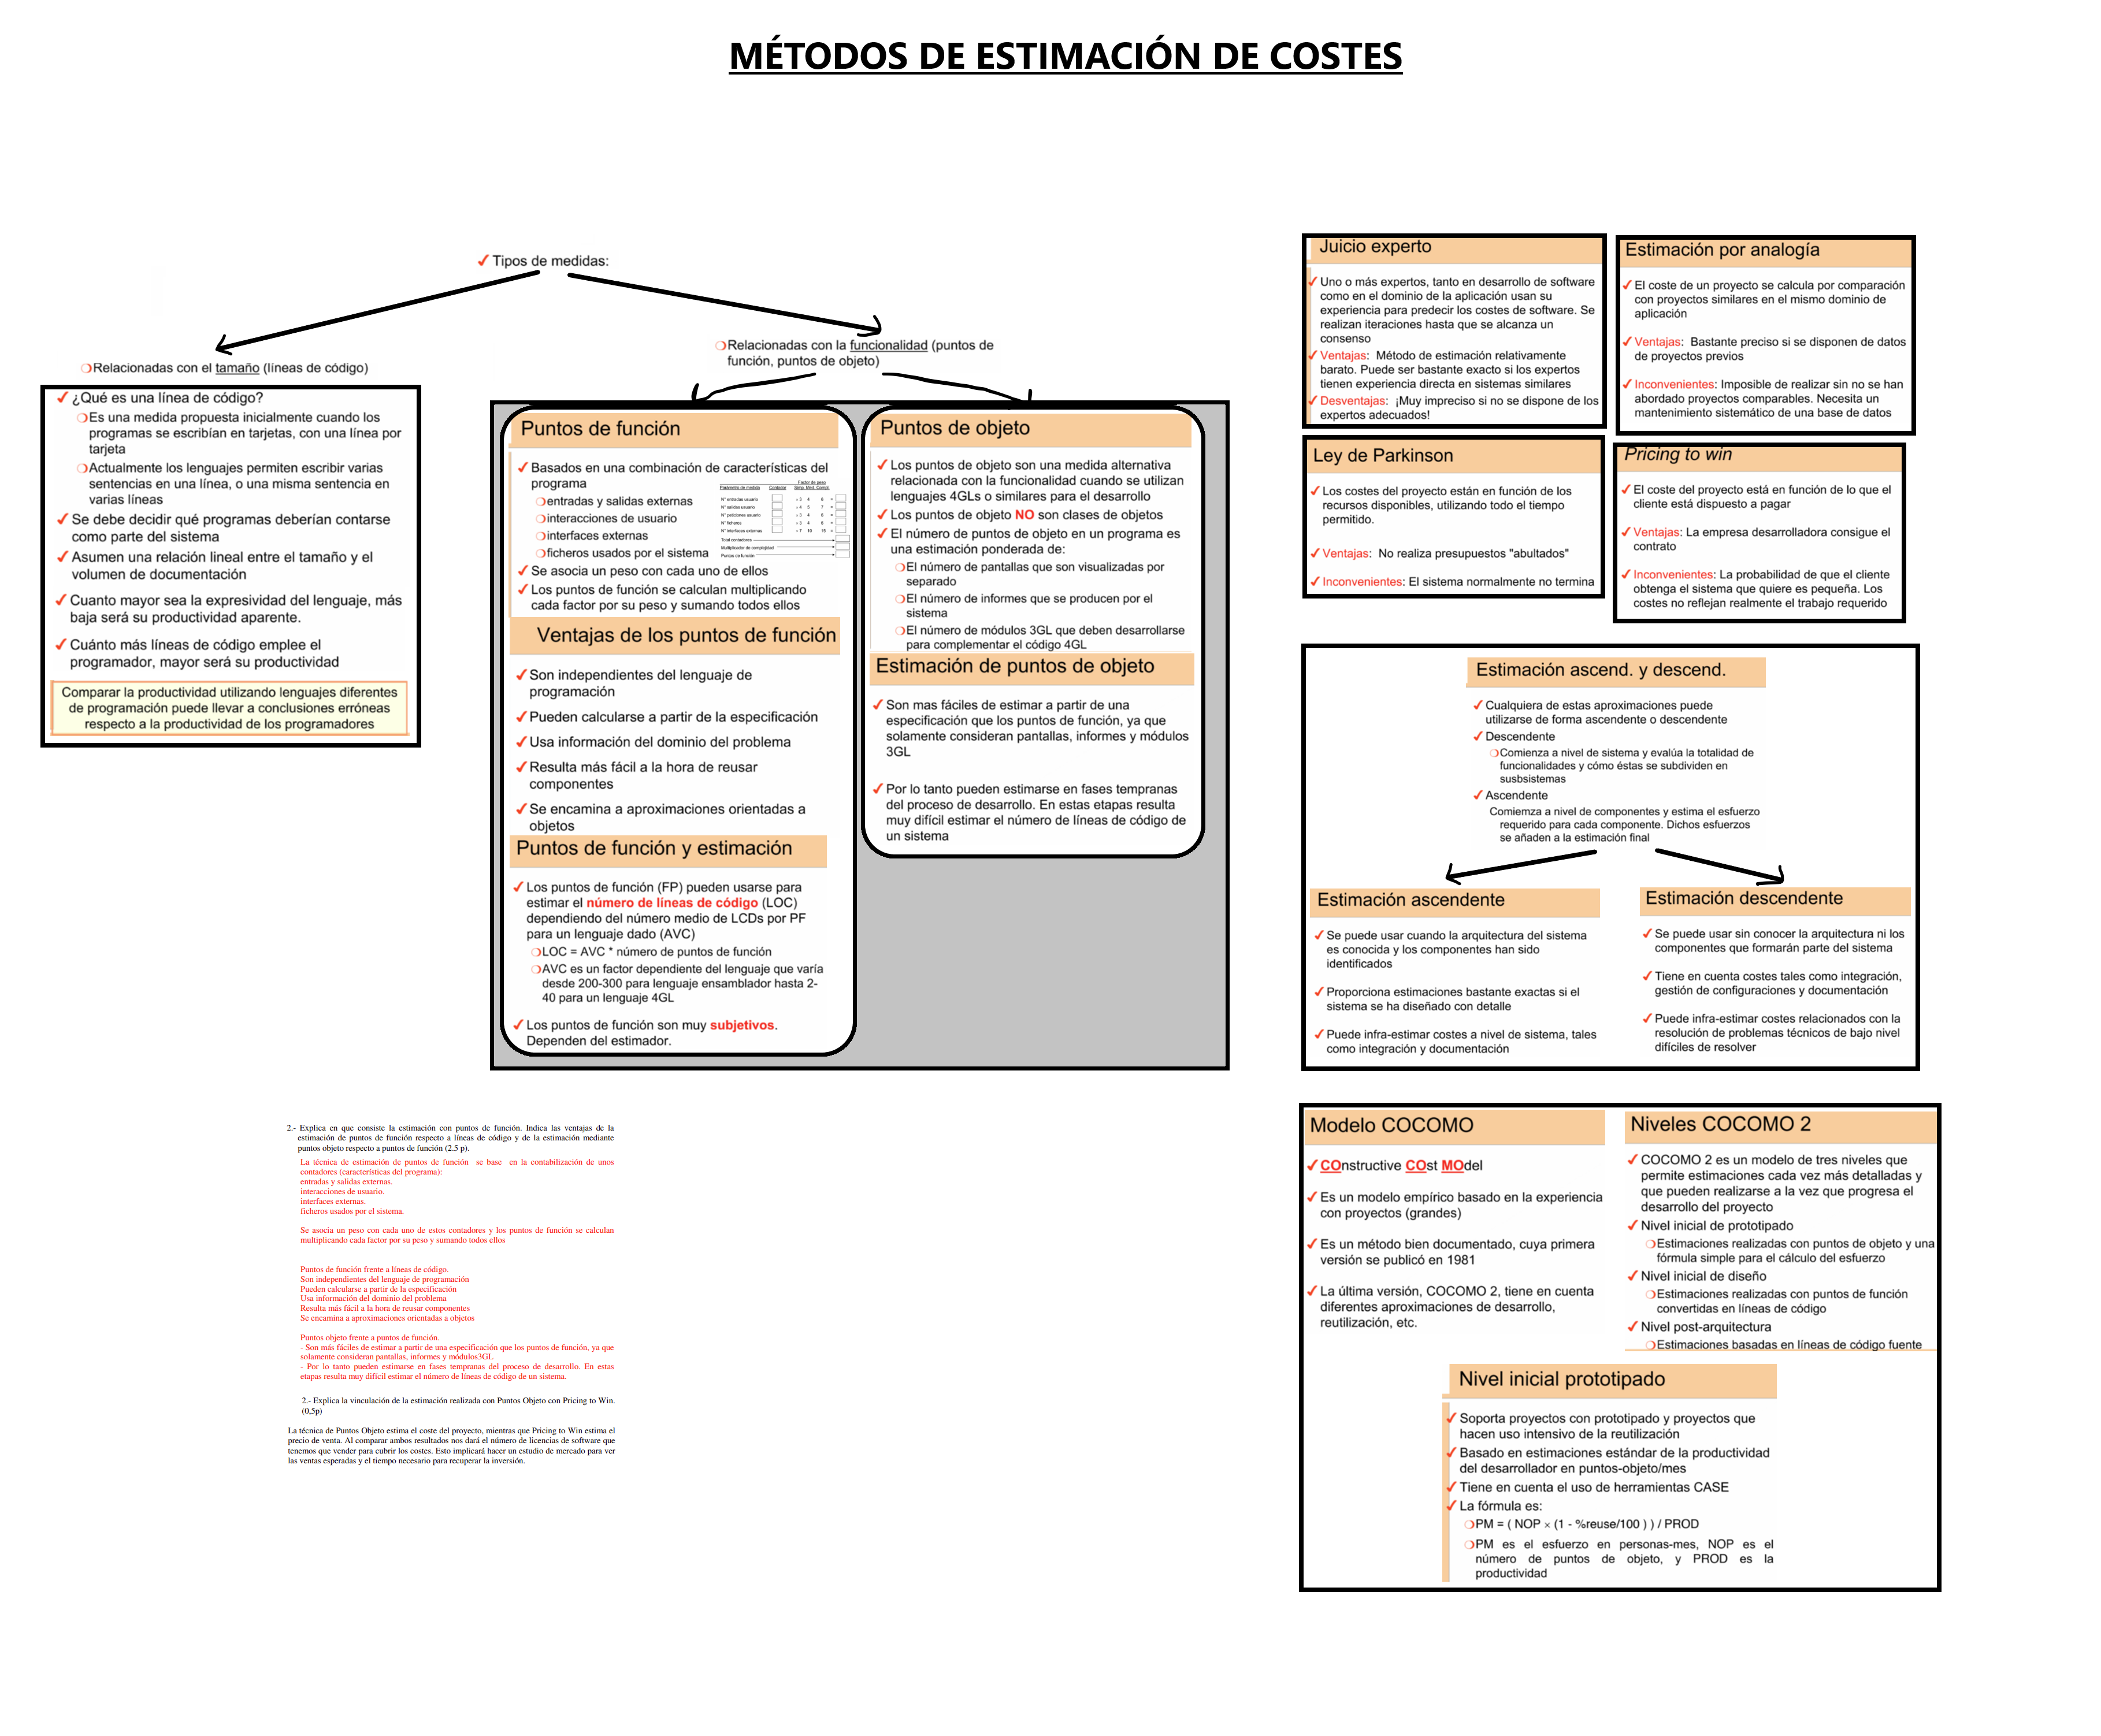 MÉTODOS DE ESTIMACIÓN DE COSTES
Tipos de medidas:
Relacionadas con el tamaño (líneas de código)
¿Qué es una línea de código?
Es una medida propuesta inicialmente cuando los
programas se escribían en tarjetas, con una línea por
tarjeta
Actualmente los lenguajes permiten escribir varias
sentencias en una línea, o una misma sentencia en
varias líneas
Se debe decidir qué programas deberían contarse
como parte del sistema
Asumen una relación lineal entre el tamaño y el
volumen de documentación
Cuanto mayor sea la expresividad del lenguaje, más
baja será su productividad aparente.
Cuánto más líneas de código emplee el
programador, mayor será su productividad
Comparar la productividad utilizando lenguajes diferentes
de programación puede llevar a conclusiones erróneas
respecto a la productividad de los programadores
Relacionadas con la funcionalidad (puntos de
función, puntos de objeto)
Puntos de función
Basados en una combinación de características del
programa
entradas y salidas externas
interacciones de usuario
interfaces externas
ficheros usados por el sistema
Factor de peso
Parámetro de medida Contador Simp. Med. Compl.
Nº entradas usuario × 3 4 6 =
Nº salidas usuario × 4 5 7 =
Nº peticiones usuario × 3 4 6 =
Nº ficheros
Nº interfaces externas × 7 10 15 =
Total contadores
Multiplicador de complejidad
Puntos de función
Se asocia un peso con cada uno de ellos
Los puntos de función se calculan multiplicando
cada factor por su peso y sumando todos ellos
Ventajas de los puntos de función
Son independientes del lenguaje de
programación
Pueden calcularse a partir de la especificación
Usa información del dominio del problema
Resulta más fácil a la hora de reusar
componentes
Se encamina a aproximaciones orientadas a
objetos
Puntos de función y estimación
Los puntos de función (FP) pueden usarse para
estimar el número de líneas de código (LOC)
dependiendo del número medio de LCDs por PF
para un lenguaje dado (AVC)
LOC = AVC * número de puntos de función
AVC es un factor dependiente del lenguaje que varía
desde 200-300 para lenguaje ensamblador hasta 2-
40 para un lenguaje 4GL
Los puntos de función son muy subjetivos.
Dependen del estimador.
Puntos de objeto
Los puntos de objeto son una medida alternativa
relacionada con la funcionalidad cuando se utilizan
lenguajes 4GLs o similares para el desarrollo
Los puntos de objeto NO son clases de objetos
El número de puntos de objeto en un programa es
una estimación ponderada de:
El número de pantallas que son visualizadas por
separado
El número de informes que se producen por el
sistema
El número de módulos 3GL que deben desarrollarse
para complementar el código 4GL
Estimación de puntos de objeto
Son mas fáciles de estimar a partir de una
especificación que los puntos de función, ya que
solamente consideran pantallas, informes y módulos
3GL
Por lo tanto pueden estimarse en fases tempranas
del proceso de desarrollo. En estas etapas resulta
muy difícil estimar el número de líneas de código de
un sistema
2.- Explica en que consiste la estimación con puntos de función. Indica las ventajas de la
estimación de puntos de función respecto a líneas de código y de la estimación mediante
puntos objeto respecto a puntos de función (2.5 p).
La técnica de estimación de puntos de función se base en la contabilización de unos
contadores (características del programa):
entradas y salidas externas.
interacciones de usuario.
interfaces externas.
ficheros usados por el sistema.
Se asocia un peso con cada uno de estos contadores y los puntos de función se calculan
multiplicando cada factor por su peso y sumando todos ellos
Puntos de función frente a líneas de código.
Son independientes del lenguaje de programación
Pueden calcularse a partir de la especificación
Usa información del dominio del problema
Resulta más fácil a la hora de reusar componentes
Se encamina a aproximaciones orientadas a objetos
Puntos objeto frente a puntos de función.
- Son más fáciles de estimar a partir de una especificación que los puntos de función, ya que
solamente consideran pantallas, informes y módulos3GL
- Por lo tanto pueden estimarse en fases tempranas del proceso de desarrollo. En estas
etapas resulta muy difícil estimar el número de líneas de código de un sistema.
2.- Explica la vinculación de la estimación realizada con Puntos Objeto con Pricing to Win.
(0,5p)
La técnica de Puntos Objeto estima el coste del proyecto, mientras que Pricing to Win estima el
precio de venta. Al comparar ambos resultados nos dará el número de licencias de software que
tenemos que vender para cubrir los costes. Esto implicará hacer un estudio de mercado para ver
las ventas esperadas y el tiempo necesario para recuperar la inversión.
Juicio experto
Uno o más expertos, tanto en desarrollo de software
como en el dominio de la aplicación usan su
experiencia para predecir los costes de software. Se
realizan iteraciones hasta que se alcanza un
consenso
Ventajas: Método de estimación relativamente
barato. Puede ser bastante exacto si los expertos
tienen experiencia directa en sistemas similares
Desventajas: ¡Muy impreciso si no se dispone de los
expertos adecuados!
Estimación por analogía
El coste de un proyecto se calcula por comparación
con proyectos similares en el mismo dominio de
aplicación
Ventajas: Bastante preciso si se disponen de datos
de proyectos previos
Inconvenientes: Imposible de realizar sin no se han
abordado proyectos comparables. Necesita un
mantenimiento sistemático de una base de datos
Ley de Parkinson
Los costes del proyecto están en función de los
recursos disponibles, utilizando todo el tiempo
permitido.
Ventajas: No realiza presupuestos "abultados"
Inconvenientes: El sistema normalmente no termina
Pricing to win
El coste del proyecto está en función de lo que el
cliente está dispuesto a pagar
Ventajas: La empresa desarrolladora consigue el
contrato
Inconvenientes: La probabilidad de que el cliente
obtenga el sistema que quiere es pequeña. Los
costes no reflejan realmente el trabajo requerido
Estimación ascend. y descend.
Cualquiera de estas aproximaciones puede
utilizarse de forma ascendente o descendente
Descendente
Comienza a nivel de sistema y evalúa la totalidad de
funcionalidades y cómo éstas se subdividen en
susbsistemas
Ascendente
Comiemza a nivel de componentes y estima el esfuerzo
requerido para cada componente. Dichos esfuerzos
se añaden a la estimación final
Estimación ascendente
Se puede usar cuando la arquitectura del sistema
es conocida y los componentes han sido
identificados
Proporciona estimaciones bastante exactas si el
sistema se ha diseñado con detalle
Puede infra-estimar costes a nivel de sistema, tales
como integración y documentación
Estimación descendente
Se puede usar sin conocer la arquitectura ni los
componentes que formarán parte del sistema
Tiene en cuenta costes tales como integración,
gestión de configuraciones y documentación
Puede infra-estimar costes relacionados con la
resolución de problemas técnicos de bajo nivel
difíciles de resolver
Modelo COCOMO
COnstructive COst MOdel
Es un modelo empírico basado en la experiencia
con proyectos (grandes)
Es un método bien documentado, cuya primera
versión se publicó en 1981
La última versión, COCOMO 2, tiene en cuenta
diferentes aproximaciones de desarrollo,
reutilización, etc.
Niveles COCOMO 2
COCOMO 2 es un modelo de tres niveles que
permite estimaciones cada vez más detalladas y
que pueden realizarse a la vez que progresa el
desarrollo del proyecto
Nivel inicial de prototipado
Estimaciones realizadas con puntos de objeto y una
fórmula simple para el cálculo del esfuerzo
Nivel inicial de diseño
Estimaciones realizadas con puntos de función
convertidas en líneas de código
Nivel post-arquitectura
Estimaciones basadas en líneas de código fuente
Nivel inicial prototipado
Soporta proyectos con prototipado y proyectos que
hacen uso intensivo de la reutilización
Basado en estimaciones estándar de la productividad
del desarrollador en puntos-objeto/mes
Tiene en cuenta el uso de herramientas CASE
La fórmula es:
PM = ( NOP × (1 - %reuse/100 ) ) / PROD
PM es el esfuerzo en personas-mes, NOP es el
número de puntos de objeto, y PROD es la
productividad